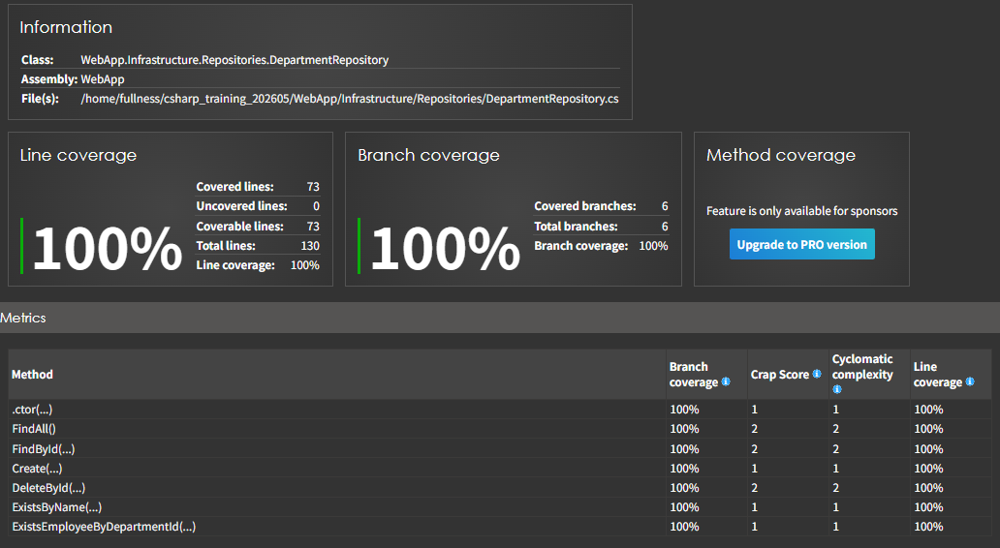 Information
Class: WebApp.Infrastructure.Repositories.DepartmentRepository
Assembly: WebApp
File(s): /home/fullness/csharp_training_202605/WebApp/Infrastructure/Repositories/DepartmentRepository.cs
Line coverage
100%
Covered lines: 73
Uncovered lines: 0
Coverable lines: 73
Total lines: 130
Line coverage: 100%
Branch coverage
100%
Covered branches: 6
Total branches: 6
Branch coverage: 100%
Method coverage
Feature is only available for sponsors
Upgrade to PRO version
Metrics
Method Branch coverage Crap Score Cyclomatic complexity Line coverage
.ctor(...) 100% 1 1 100%
FindAll() 100% 2 2 100%
FindById(...) 100% 2 2 100%
Create(...) 100% 1 1 100%
DeleteById(...) 100% 2 2 100%
ExistsByName(...) 100% 1 1 100%
ExistsEmployeeByDepartmentId(...) 100% 1 1 100%